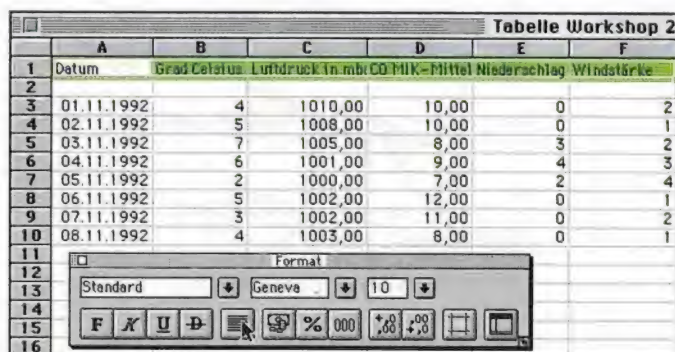 Tabelle Workshop 2
A B C D E F
1 Datum Grad Celsius Luftdruck in mb CO MIK-Mittel Niederschlag Windstärke
2
3 01.11.1992 4 1010,00 10,00 0 2
4 02.11.1992 5 1008,00 10,00 0 1
5 03.11.1992 7 1005,00 8,00 3 2
6 04.11.1992 6 1001,00 9,00 4 3
7 05.11.1992 2 1000,00 7,00 2 4
8 06.11.1992 5 1002,00 12,00 0 1
9 07.11.1992 3 1002,00 11,00 0 2
10 08.11.1992 4 1003,00 8,00 0 1
11
12
13
14
15
16
Format
Standard Geneva 10
F K U D % 000 +,0 ,00 ,00 +,0